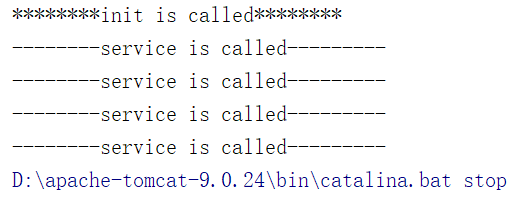 ********init is called********
--------service is called---------
--------service is called---------
--------service is called---------
--------service is called---------
D:\apache-tomcat-9.0.24\bin\catalina.bat stop